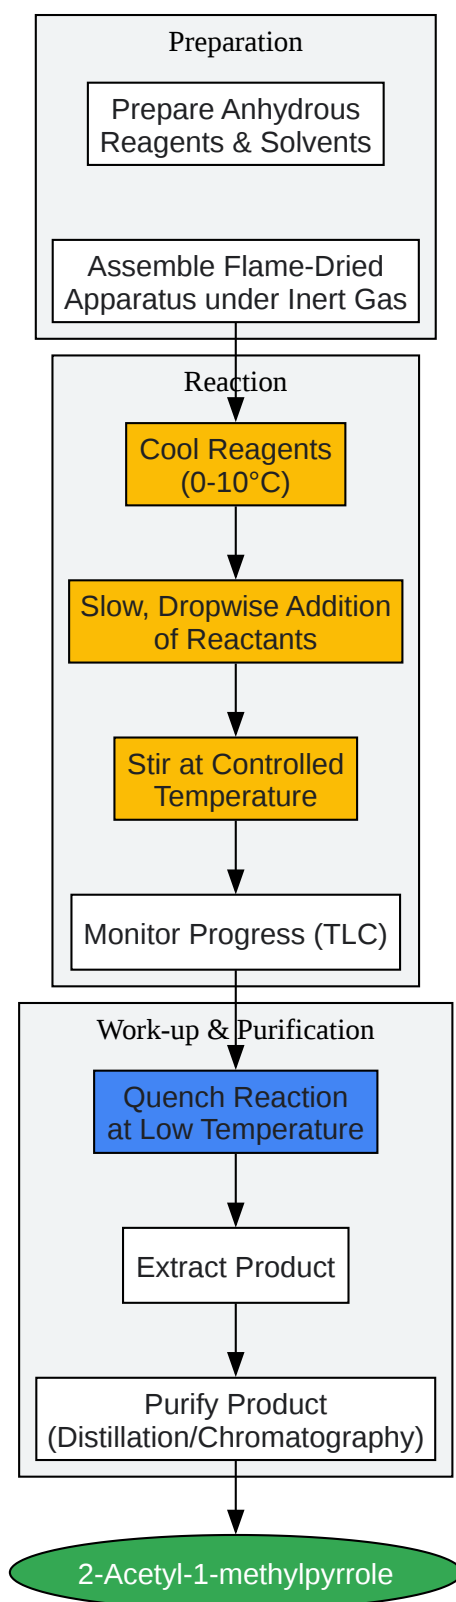 Preparation
Prepare Anhydrous
Reagents & Solvents
Assemble Flame-Dried
Apparatus under Inert Gas
Reaction
Cool Reagents
(0-10°C)
Slow, Dropwise Addition
of Reactants
Stir at Controlled
Temperature
Monitor Progress (TLC)
Work-up & Purification
Quench Reaction
at Low Temperature
Extract Product
Purify Product
(Distillation/Chromatography)
2-Acetyl-1-methylpyrrole